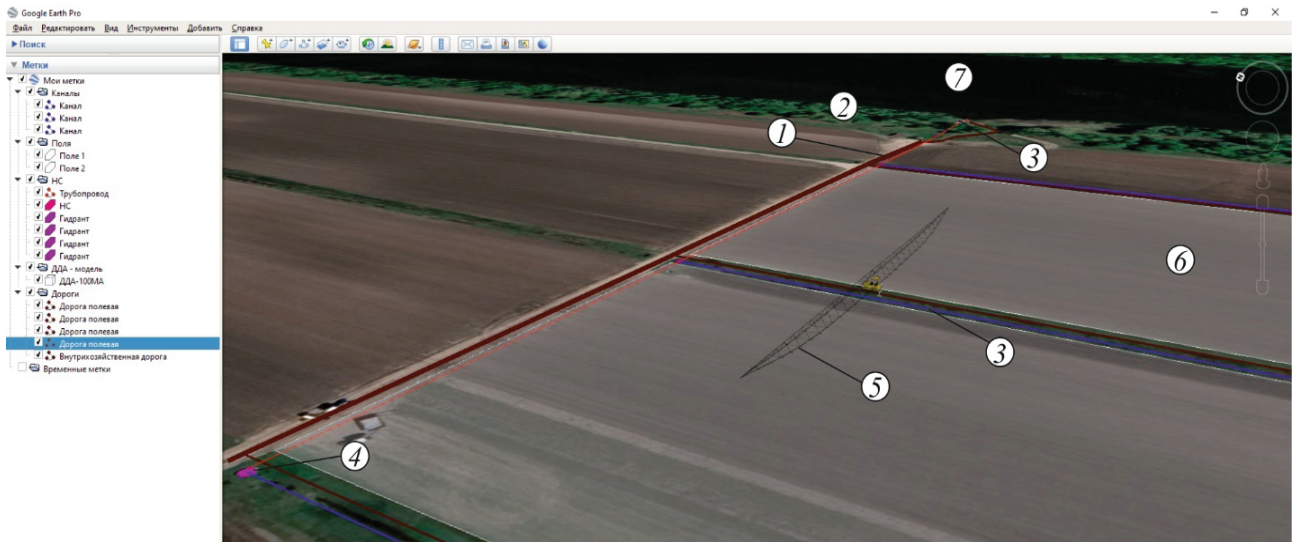 Google Earth Pro
Файл Редактировать Вид Инструменты Добавить Справка
Поиск
Метки
Мои метки
Каналы
Канал
Канал
Канал
Поля
Поле 1
Поле 2
НС
Трубопровод
НС
Гидрант
Гидрант
Гидрант
Гидрант
ДДА - модель
ДДА-100МА
Дороги
Дорога полевая
Дорога полевая
Дорога полевая
Дорога полевая
Внутрихозяйственная дорога
Временные метки
7
2
1
3
6
3
5
4